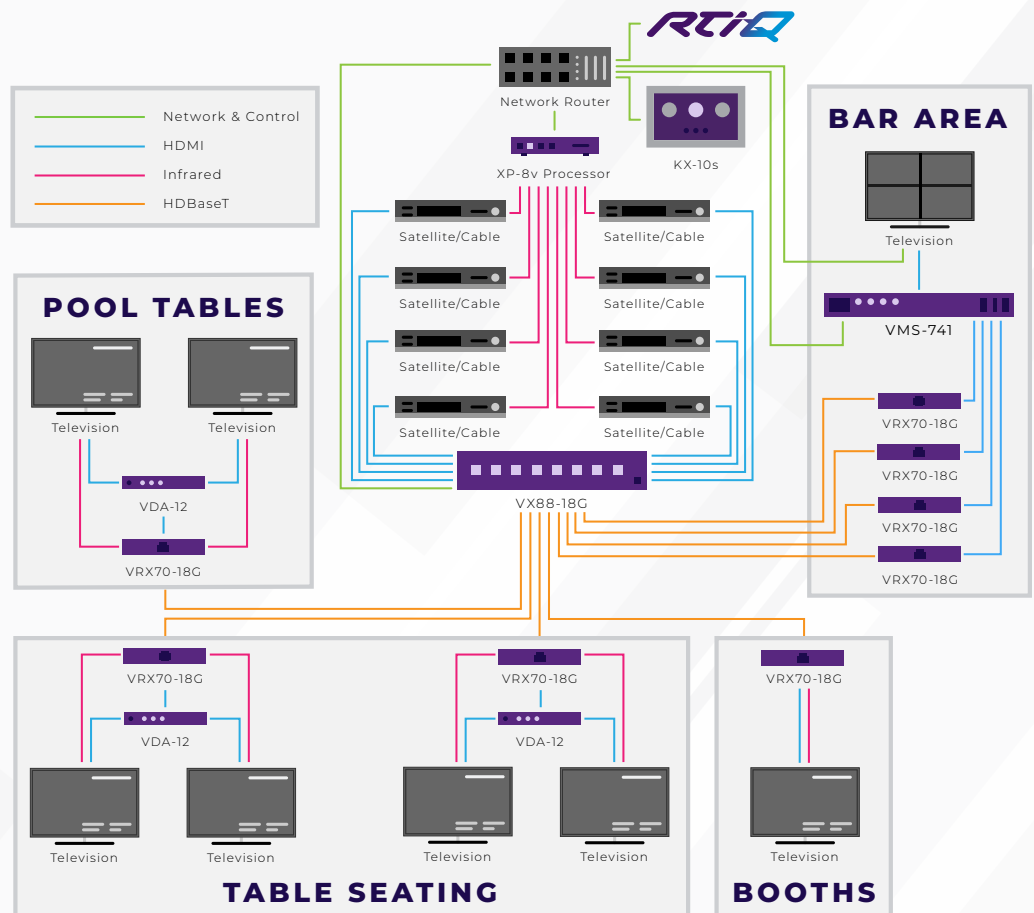 RTiQ
Network Router
Network & Control
HDMI
Infrared
HDBaseT
XP-8v Processor
KX-10s
BAR AREA
Television
VMS-741
VRX70-18G
VRX70-18G
VRX70-18G
VRX70-18G
Satellite/Cable
Satellite/Cable
Satellite/Cable
Satellite/Cable
Satellite/Cable
Satellite/Cable
Satellite/Cable
Satellite/Cable
VX88-18G
POOL TABLES
Television
Television
VDA-12
VRX70-18G
VRX70-18G
VDA-12
Television
Television
VRX70-18G
VDA-12
Television
Television
TABLE SEATING
VRX70-18G
Television
BOOTHS